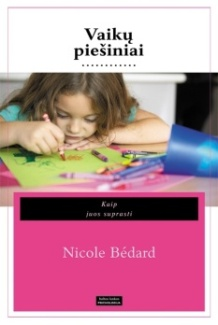 Vaikų
piešiniai
Kaip
juos suprasti
Nicole Bédard